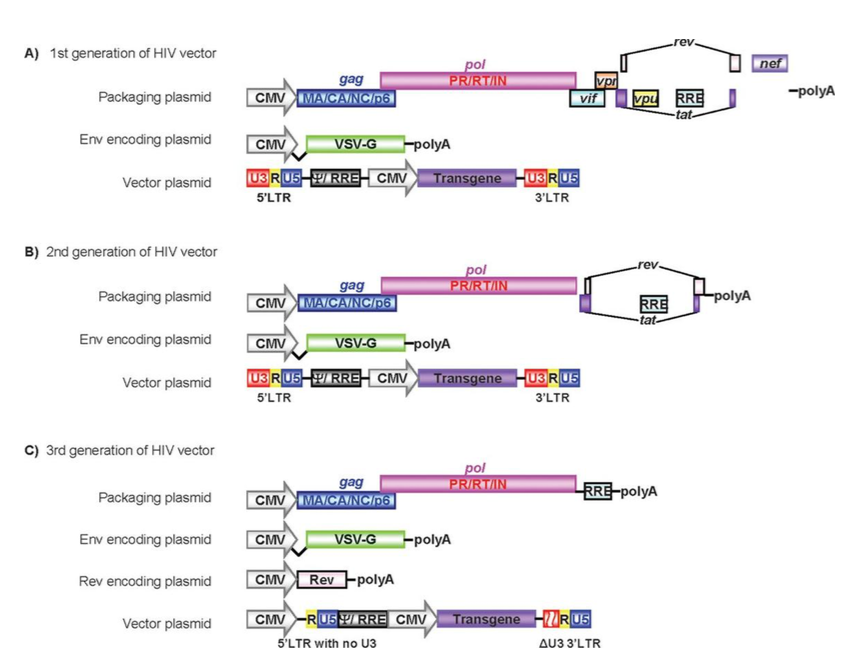 A) 1st generation of HIV vector
rev
pol
gag
PR/RT/IN
vpr
nef
Packaging plasmid
CMV
MA/CA/NC/p6
vif
vpu
RRE
polyA
tat
Env encoding plasmid
CMV
VSV-G
polyA
Vector plasmid
U3 R U5
Ψ/ RRE
CMV
Transgene
U3 R U5
5'LTR
3'LTR
B) 2nd generation of HIV vector
rev
pol
gag
PR/RT/IN
Packaging plasmid
CMV
MA/CA/NC/p6
RRE
polyA
tat
Env encoding plasmid
CMV
VSV-G
polyA
Vector plasmid
U3 R U5
Ψ/ RRE
CMV
Transgene
U3 R U5
5'LTR
3'LTR
C) 3rd generation of HIV vector
pol
gag
PR/RT/IN
Packaging plasmid
CMV
MA/CA/NC/p6
RRE
polyA
Env encoding plasmid
CMV
VSV-G
polyA
Rev encoding plasmid
CMV
Rev
polyA
Vector plasmid
CMV
R U5
Ψ/ RRE
CMV
Transgene
R U5
5'LTR with no U3
ΔU3 3'LTR